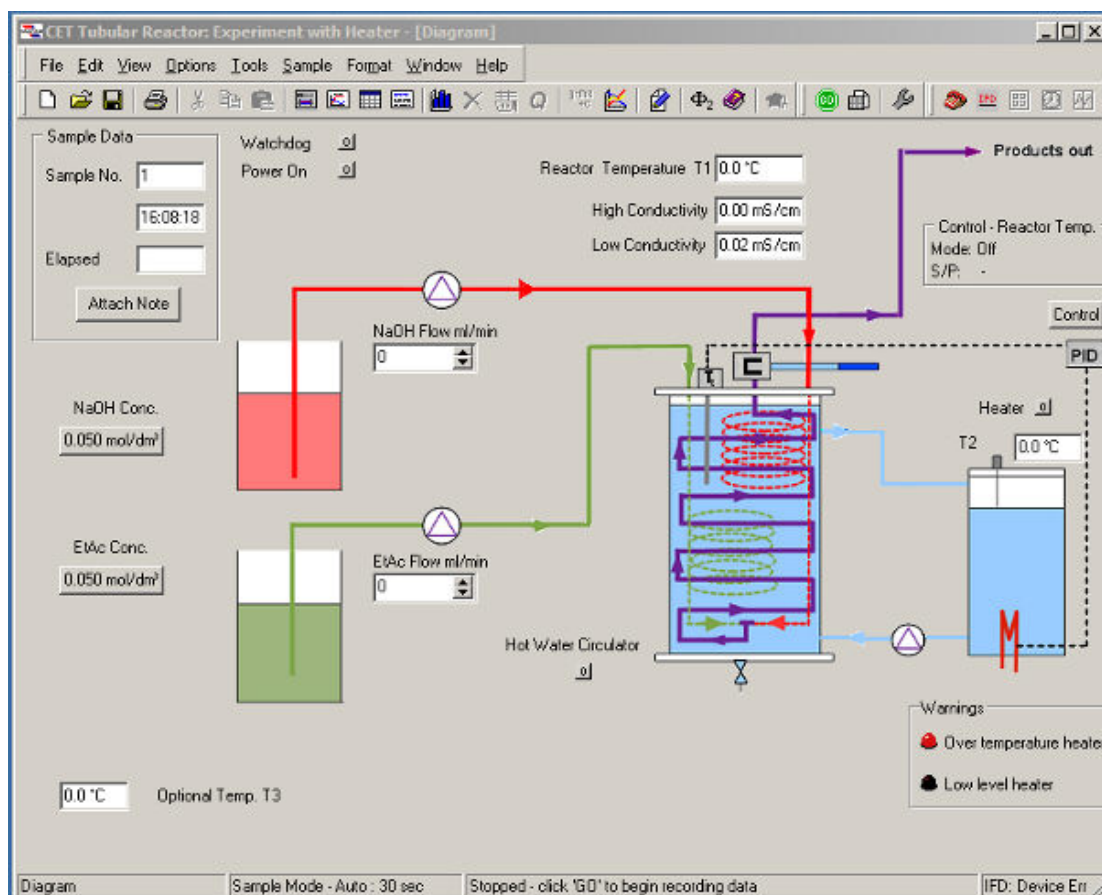 CET Tubular Reactor: Experiment with Heater - [Diagram]
File Edit View Options Tools Sample Format Window Help
Sample Data
Sample No. 1
16:08:18
Elapsed
Attach Note
Watchdog 0
Power On 0
Reactor Temperature T1 0.0 °C
High Conductivity 0.00 mS/cm
Low Conductivity 0.02 mS/cm
Products out
Control - Reactor Temp.
Mode: Off
S/P: -
Control
PID
NaOH Flow ml/min
0
NaOH Conc.
0.050 mol/dm³
Heater 0
T2 0.0 °C
EtAc Conc.
0.050 mol/dm³
EtAc Flow ml/min
0
Hot Water Circulator
0
Warnings
Over temperature heater
Low level heater
0.0 °C Optional Temp. T3
Diagram
Sample Mode - Auto : 30 sec
Stopped - click 'GO' to begin recording data
IFD: Device Err